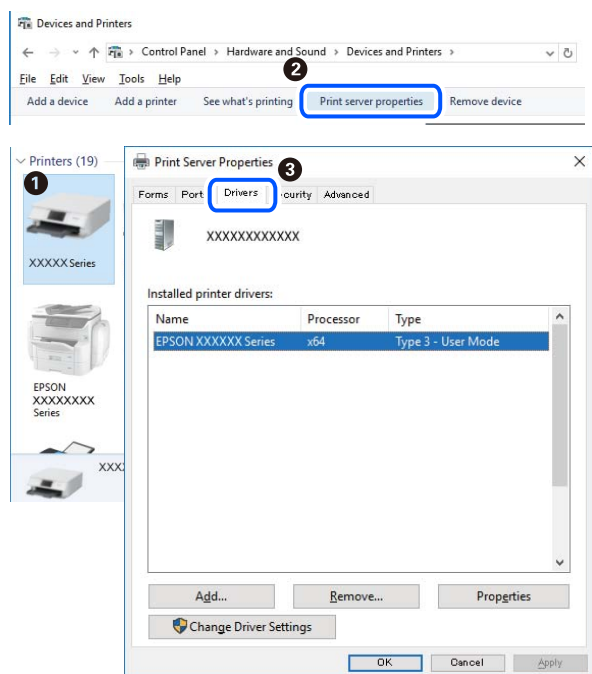 Devices and Printers
Control Panel > Hardware and Sound > Devices and Printers >
File Edit View Tools Help
2
Add a device Add a printer See what's printing Print server properties Remove device
Printers (19)
1
XXXXX Series
EPSON
XXXXXXXX
Series
XXX
Print Server Properties
3
Forms Port Drivers curity Advanced
XXXXXXXXXXXX
Installed printer drivers:
Name Processor Type
EPSON XXXXXX Series x64 Type 3 - User Mode
Add... Remove... Properties
Change Driver Settings
OK Cancel Apply